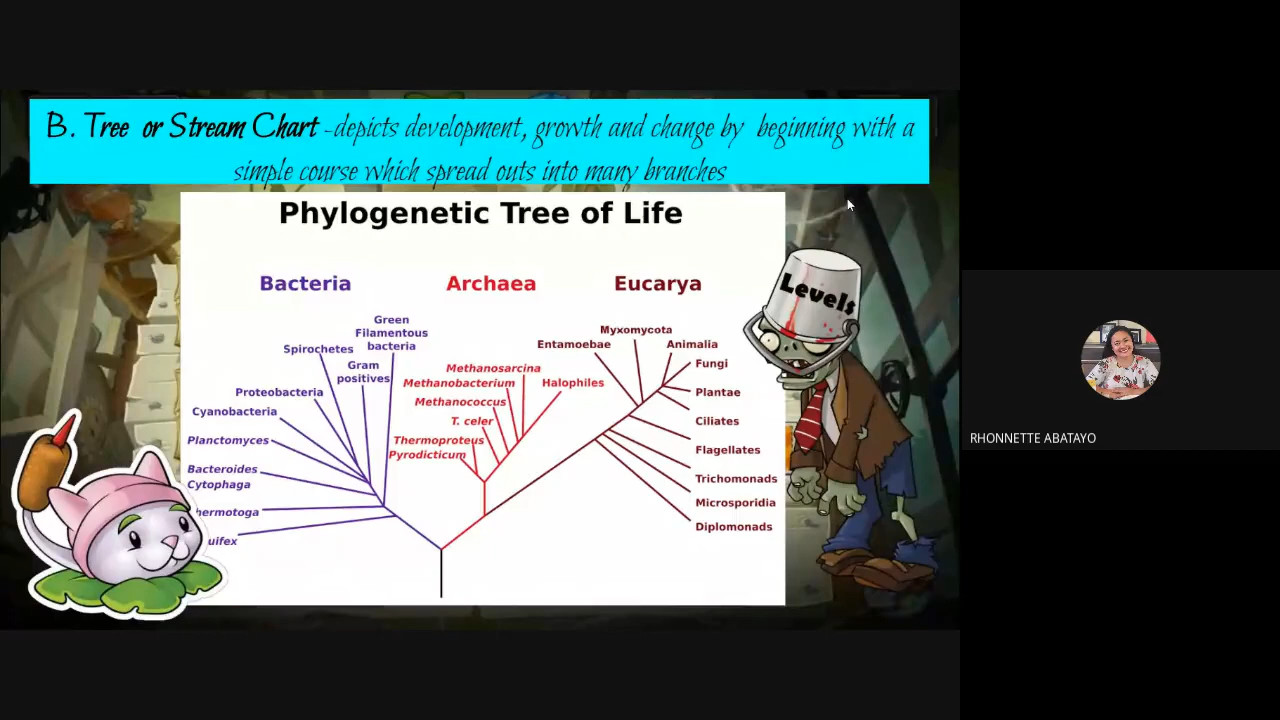 B. Tree or Stream Chart -depicts development, growth and change by beginning with a
simple course which spread outs into many branches
Phylogenetic Tree of Life
Bacteria
Archaea
Eucarya
Green
Filamentous
bacteria
Spirochetes
Gram
positives
Proteobacteria
Cyanobacteria
Planctomyces
Bacteroides
Cytophaga
hermotoga
uifex
Methanosarcina
Methanobacterium
Halophiles
Methanococcus
T. celer
Thermoproteus
Pyrodicticum
Myxomycota
Entamoebae
Animalia
Fungi
Plantae
Ciliates
Flagellates
Trichomonads
Microsporidia
Diplomonads
Levels
RHONNETTE ABATAYO